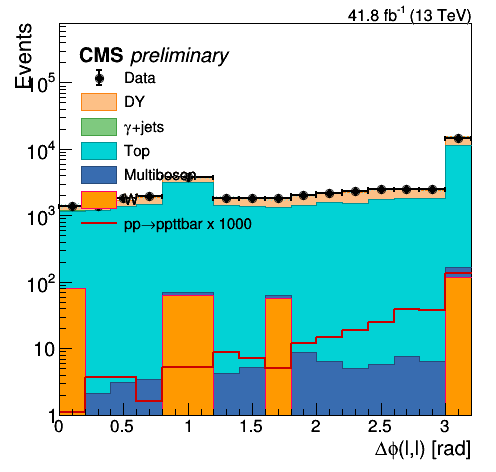 41.8 fb⁻¹ (13 TeV)
Events
CMS preliminary
Data
DY
γ+jets
Top
Multiboson
W
pp→ppttbar x 1000
10⁵
10⁴
10³
10²
10
1
0 0.5 1 1.5 2 2.5 3
Δϕ(l,l) [rad]